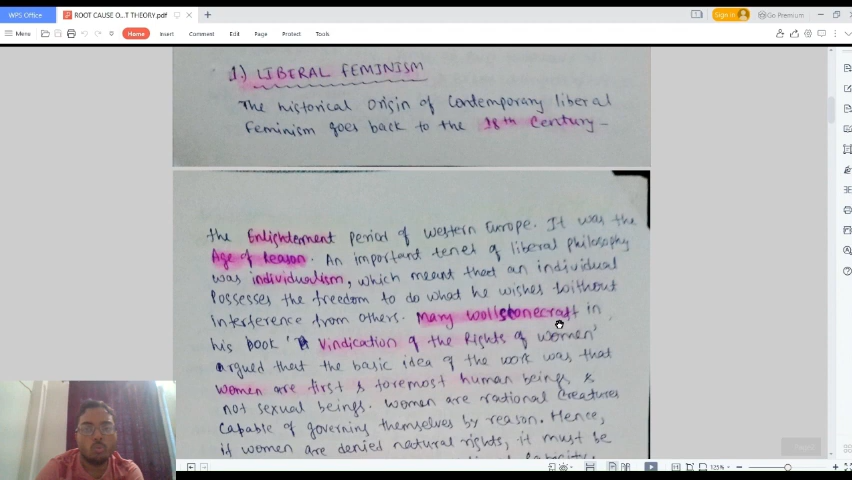 WPS Office
ROOT CAUSE O...T THEORY.pdf
Sign in
Go Premium
Menu
Home
Insert
Comment
Edit
Page
Protect
Tools
1.) LIBERAL FEMINISM
The historical origin of contemporary liberal
feminism goes back to the 18th Century-
the Enlightenment period of western Europe. It was the
Age of reason. An important tenet of liberal philosophy
was individualism, which meant that an individual
possesses the freedom to do what he wishes without
interference from others. Mary wollstonecraft in
his book 'A vindication of the Rights of women'
argued that the basic idea of the work was that
women are first & foremost human beings &
not sexual beings. women are rational creatures
capable of governing themselves by reason. Hence,
if women are denied natural rights, it must be
125%